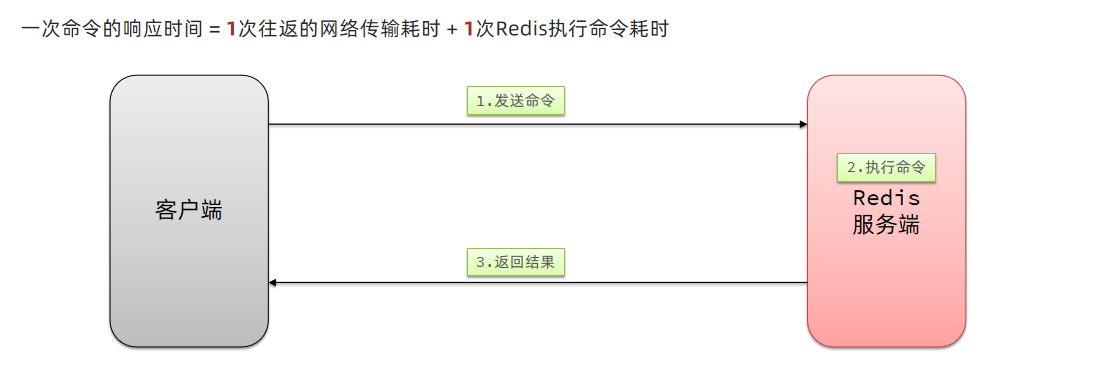 一次命令的响应时间 = 1次往返的网络传输耗时 + 1次Redis执行命令耗时
1.发送命令
2.执行命令
客户端
Redis
服务端
3.返回结果